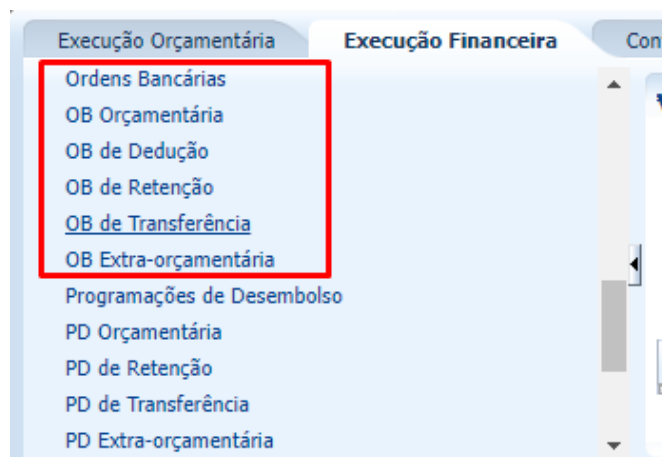 Execução Orçamentária Execução Financeira Con
Ordens Bancárias
OB Orçamentária
OB de Dedução
OB de Retenção
OB de Transferência
OB Extra-orçamentária
Programações de Desembolso
PD Orçamentária
PD de Retenção
PD de Transferência
PD Extra-orçamentária